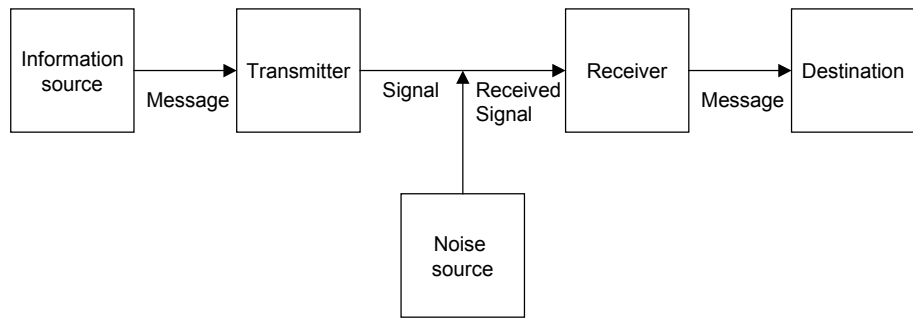 Information
source
Message
Transmitter
Signal
Received
Signal
Receiver
Message
Destination
Noise
source